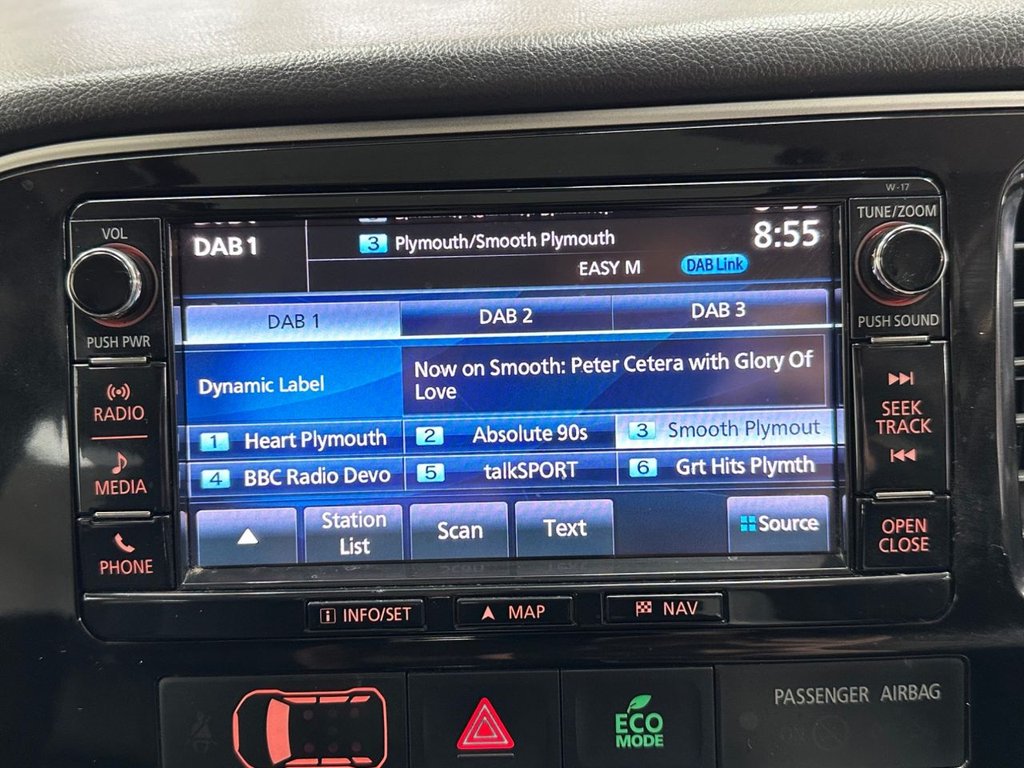 W-17
VOL
TUNE/ZOOM
DAB 1
3 Plymouth/Smooth Plymouth
8:55
EASY M
DAB Link
PUSH PWR
PUSH SOUND
DAB 1
DAB 2
DAB 3
Dynamic Label
Now on Smooth: Peter Cetera with Glory Of
Love
RADIO
MEDIA
PHONE
SEEK
TRACK
OPEN
CLOSE
1 Heart Plymouth
2 Absolute 90s
3 Smooth Plymout
4 BBC Radio Devo
5 talkSPORT
6 Grt Hits Plymth
Station
List
Scan
Text
Source
i INFO/SET
MAP
NAV
ECO
MODE
PASSENGER AIRBAG